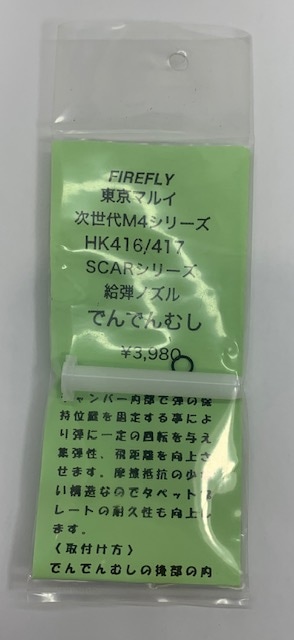 FIREFLY
東京マルイ
次世代M4シリーズ
HK416/417
SCARシリーズ
給弾ノズル
でんでんむし
¥3,980
チャンバー内部で弾の保
持位置を固定する事によ
り弾に一定の回転を与え
集弾性、飛距離を向上さ
せます。摩擦抵抗の少
い構造なのでタペット
レートの耐久性も向上し
ます。
〈取付け方〉
でんでんむしの後部の内